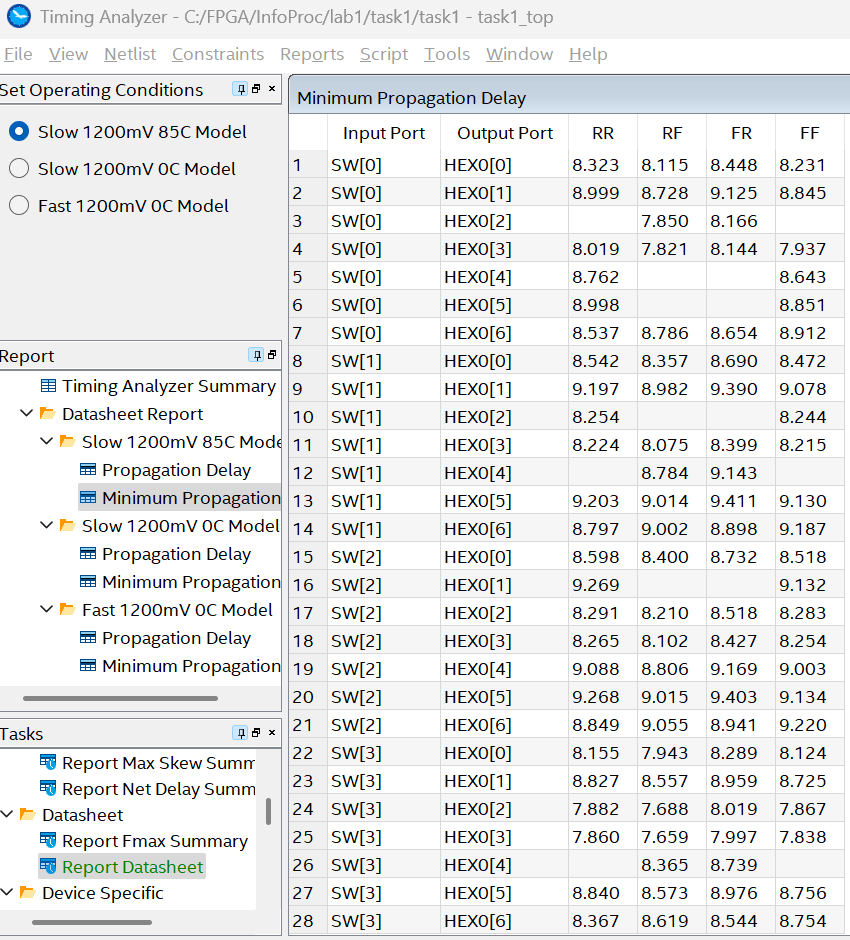 Timing Analyzer - C:/FPGA/InfoProc/lab1/task1/task1 - task1_top
File View Netlist Constraints Reports Script Tools Window Help
Set Operating Conditions
Slow 1200mV 85C Model
Slow 1200mV 0C Model
Fast 1200mV 0C Model
Report
Timing Analyzer Summary
Datasheet Report
Slow 1200mV 85C Mode
Propagation Delay
Minimum Propagation
Slow 1200mV 0C Model
Propagation Delay
Minimum Propagation
Fast 1200mV 0C Model
Propagation Delay
Minimum Propagation
Tasks
Report Max Skew Summ
Report Net Delay Summ
Datasheet
Report Fmax Summary
Report Datasheet
Device Specific
Minimum Propagation Delay
Input Port Output Port RR RF FR FF
1 SW[0] HEX0[0] 8.323 8.115 8.448 8.231
2 SW[0] HEX0[1] 8.999 8.728 9.125 8.845
3 SW[0] HEX0[2] 7.850 8.166
4 SW[0] HEX0[3] 8.019 7.821 8.144 7.937
5 SW[0] HEX0[4] 8.762 8.643
6 SW[0] HEX0[5] 8.998 8.851
7 SW[0] HEX0[6] 8.537 8.786 8.654 8.912
8 SW[1] HEX0[0] 8.542 8.357 8.690 8.472
9 SW[1] HEX0[1] 9.197 8.982 9.390 9.078
10 SW[1] HEX0[2] 8.254 8.244
11 SW[1] HEX0[3] 8.224 8.075 8.399 8.215
12 SW[1] HEX0[4] 8.784 9.143
13 SW[1] HEX0[5] 9.203 9.014 9.411 9.130
14 SW[1] HEX0[6] 8.797 9.002 8.898 9.187
15 SW[2] HEX0[0] 8.598 8.400 8.732 8.518
16 SW[2] HEX0[1] 9.269 9.132
17 SW[2] HEX0[2] 8.291 8.210 8.518 8.283
18 SW[2] HEX0[3] 8.265 8.102 8.427 8.254
19 SW[2] HEX0[4] 9.088 8.806 9.169 9.003
20 SW[2] HEX0[5] 9.268 9.015 9.403 9.134
21 SW[2] HEX0[6] 8.849 9.055 8.941 9.220
22 SW[3] HEX0[0] 8.155 7.943 8.289 8.124
23 SW[3] HEX0[1] 8.827 8.557 8.959 8.725
24 SW[3] HEX0[2] 7.882 7.688 8.019 7.867
25 SW[3] HEX0[3] 7.860 7.659 7.997 7.838
26 SW[3] HEX0[4] 8.365 8.739
27 SW[3] HEX0[5] 8.840 8.573 8.976 8.756
28 SW[3] HEX0[6] 8.367 8.619 8.544 8.754